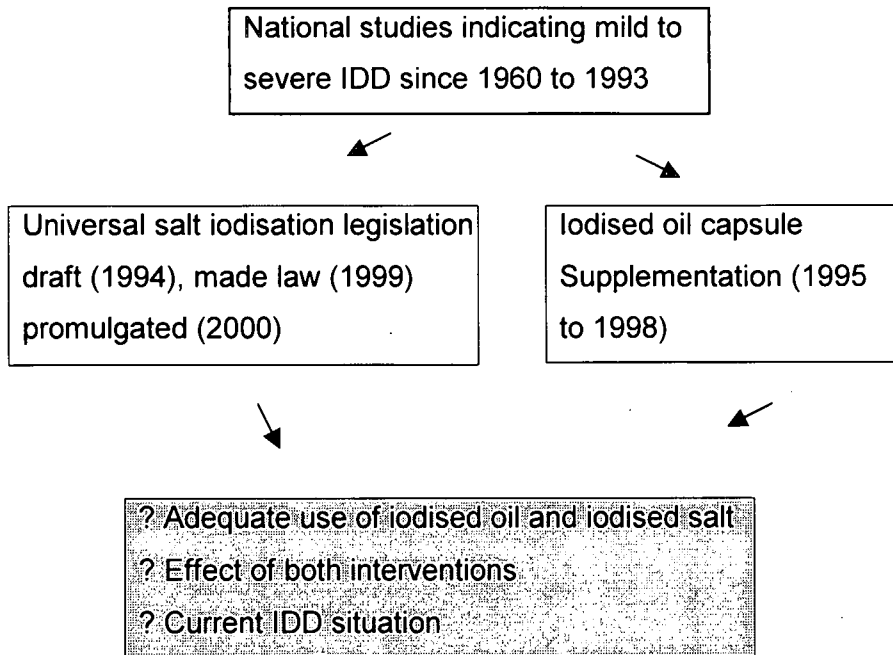 National studies indicating mild to
severe IDD since 1960 to 1993
Universal salt iodisation legislation
draft (1994), made law (1999)
promulgated (2000)
Iodised oil capsule
Supplementation (1995
to 1998)
? Adequate use of iodised oil and iodised salt
? Effect of both interventions
? Current IDD situation